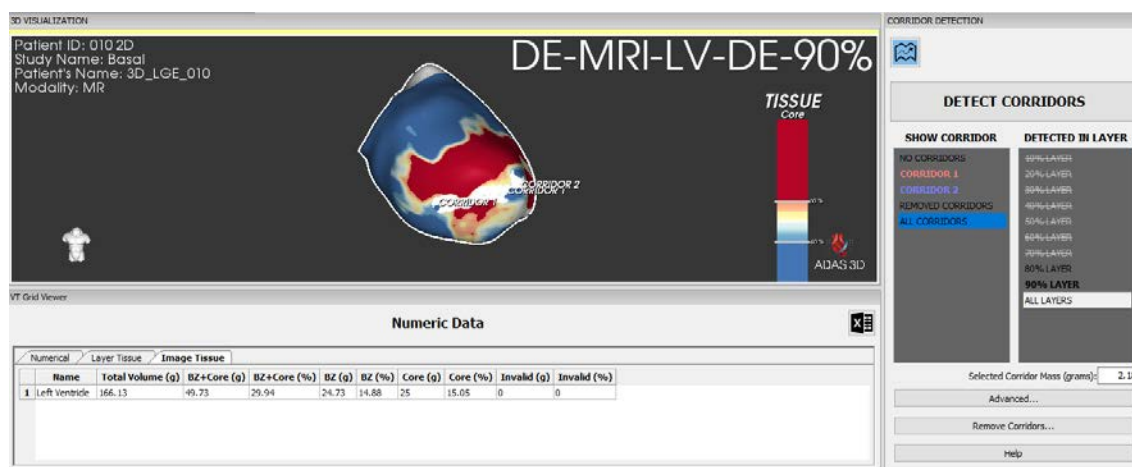 3D VISUALIZATION
Patient ID: 010 2D
Study Name: Basal
Patient's Name: 3D_LGE_010
Modality: MR
DE-MRI-LV-DE-90%
TISSUE
Core
60 %
40 %
CORRIDOR 2
CORRIDOR 1
CORRIDOR 1
ADAS 3D
VT Grid Viewer
Numeric Data
Numerical Layer Tissue Image Tissue
Name Total Volume (g) BZ+Core (g) BZ+Core (%) BZ (g) BZ (%) Core (g) Core (%) Invalid (g) Invalid (%)
1 Left Ventricle 166.13 49.73 29.94 24.73 14.88 25 15.05 0 0
CORRIDOR DETECTION
DETECT CORRIDORS
SHOW CORRIDOR
NO CORRIDORS
CORRIDOR 1
CORRIDOR 2
REMOVED CORRIDORS
ALL CORRIDORS
DETECTED IN LAYER
10% LAYER
20% LAYER
30% LAYER
40% LAYER
50% LAYER
60% LAYER
70% LAYER
80% LAYER
90% LAYER
ALL LAYERS
Selected Corridor Mass (grams):
Advanced...
Remove Corridors...
Help